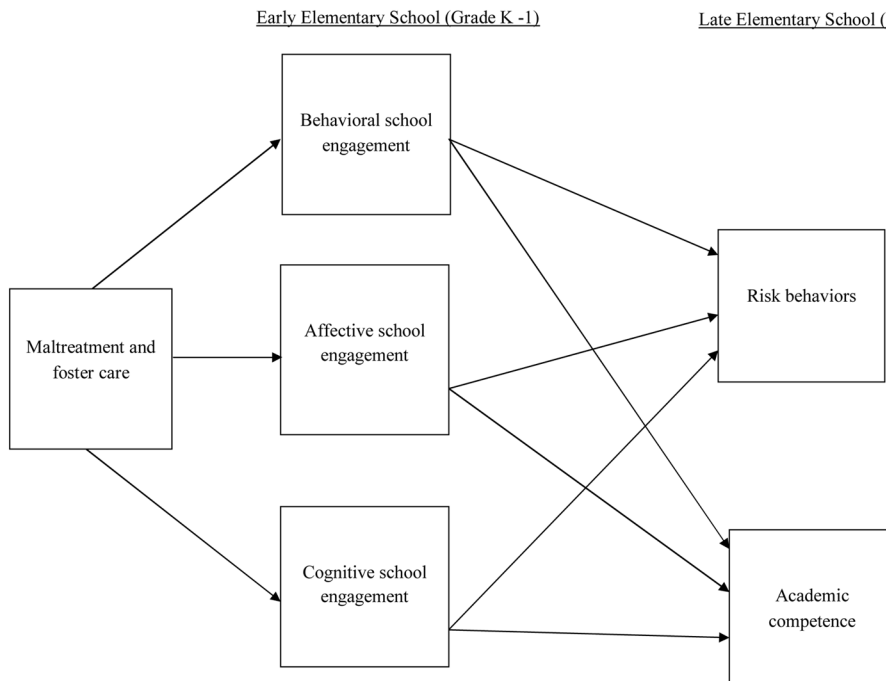 Early Elementary School (Grade K -1)
Late Elementary School (
Behavioral school
engagement
Risk behaviors
Affective school
engagement
Maltreatment and
foster care
Cognitive school
engagement
Academic
competence